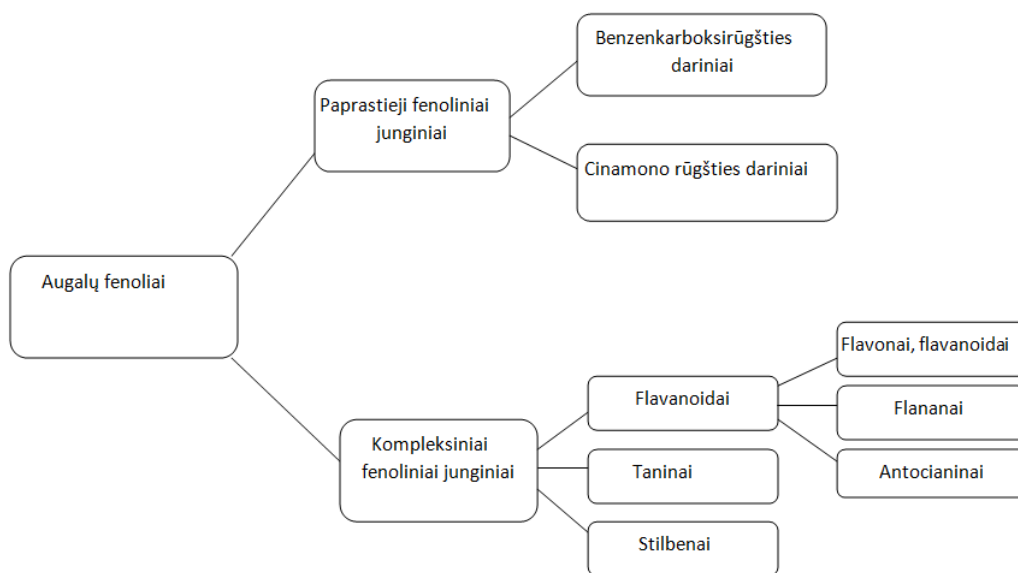 Benzenkarboksirūgšties
dariniai
Paprastieji fenoliniai
junginiai
Cinamono rūgšties dariniai
Augalų fenoliai
Kompleksiniai
fenoliniai junginiai
Flavanoidai
Taninai
Stilbenai
Flavonai, flavanoidai
Flananai
Antocianinai